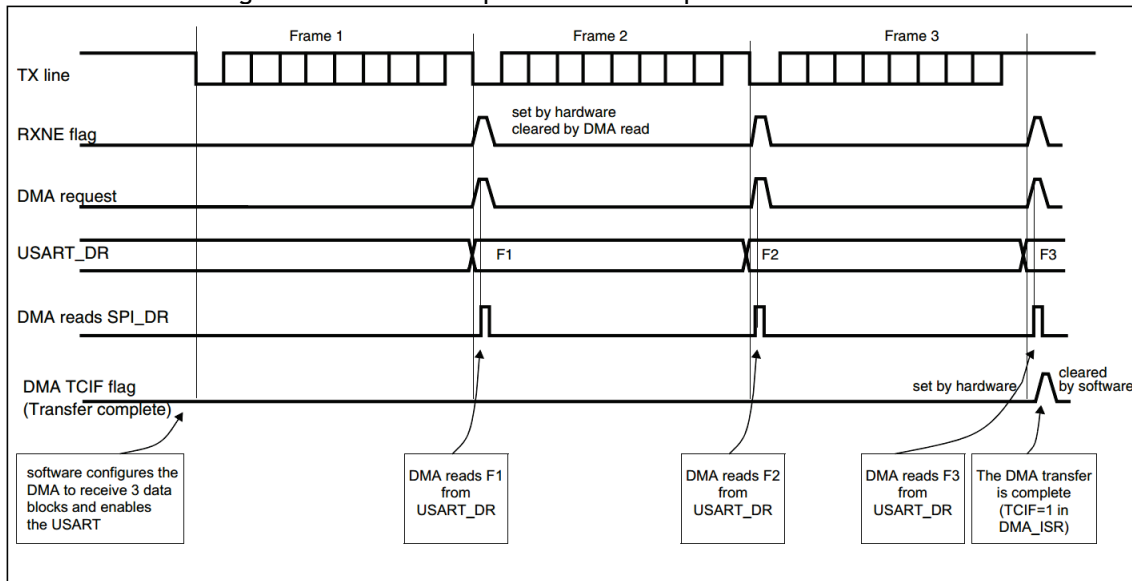 Frame 1
Frame 2
Frame 3
TX line
set by hardware
cleared by DMA read
RXNE flag
DMA request
USART_DR
F1
F2
F3
DMA reads SPI_DR
DMA TCIF flag
(Transfer complete)
set by hardware
cleared
by software
software configures the
DMA to receive 3 data
blocks and enables
the USART
DMA reads F1
from
USART_DR
DMA reads F2
from
USART_DR
DMA reads F3
from
USART_DR
The DMA transfer
is complete
(TCIF=1 in
DMA_ISR)